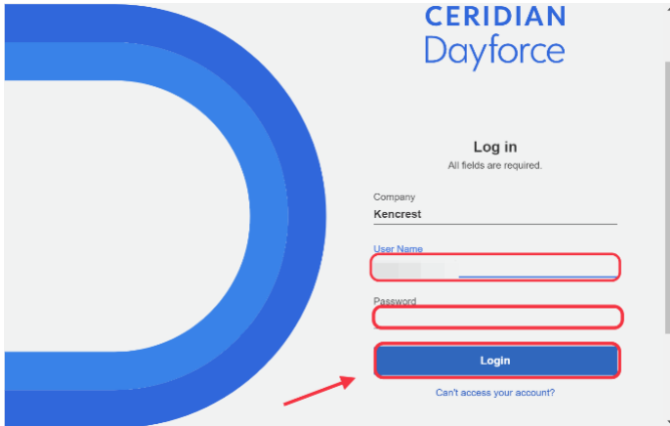 CERIDIAN
Dayforce
Log in
All fields are required.
Company
Kencrest
User Name
Password
Login
Can't access your account?